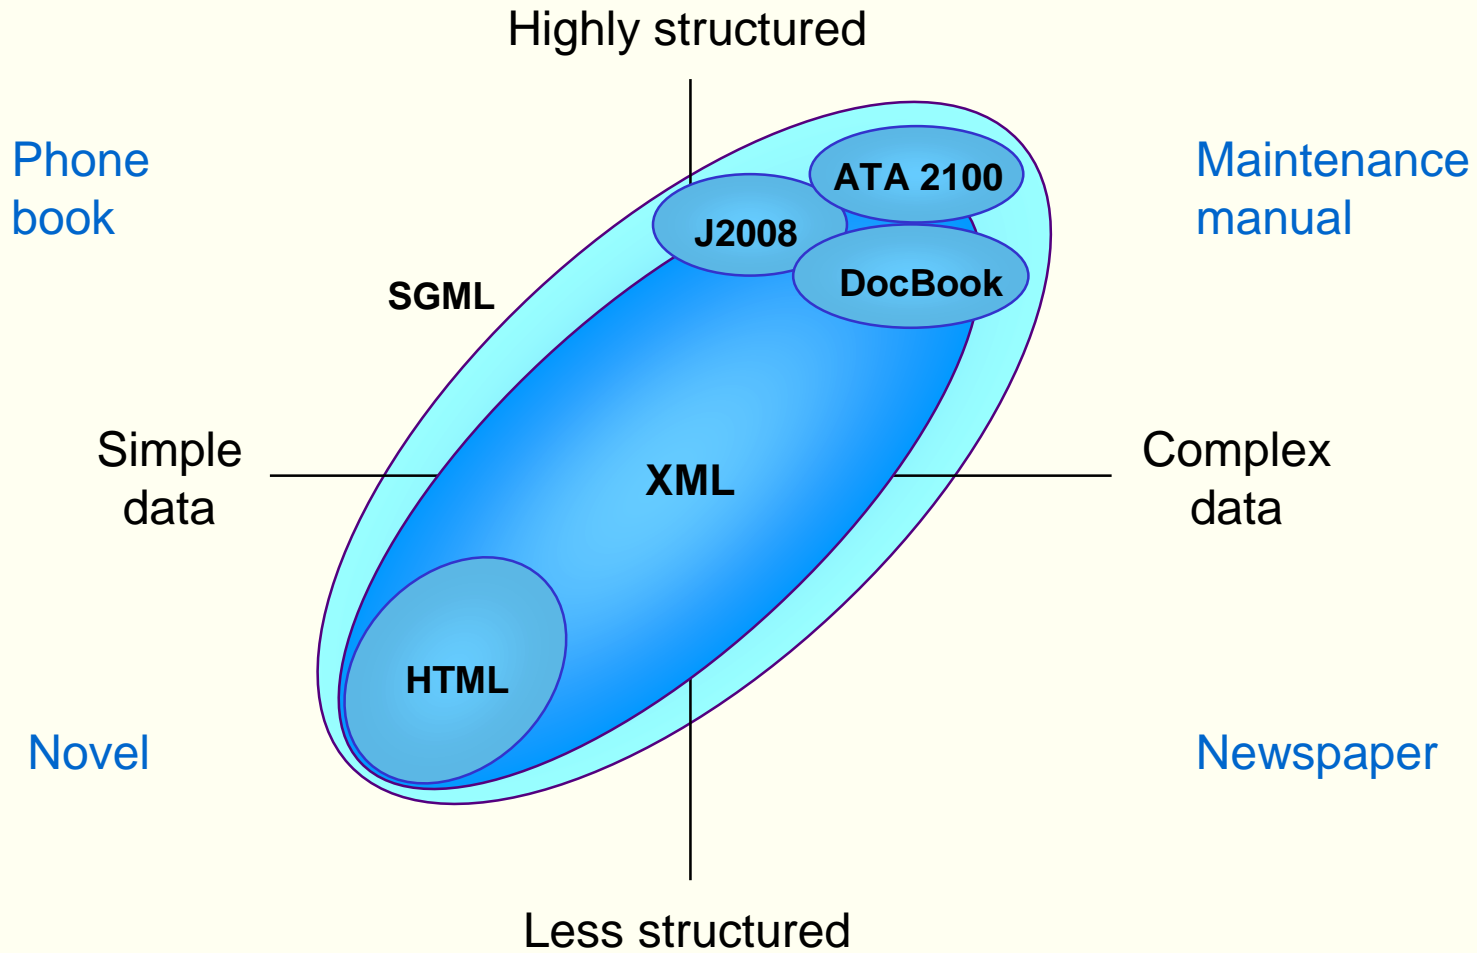 Highly structured
Phone
book
ATA 2100
Maintenance
manual
J2008
DocBook
SGML
Simple
data
XML
Complex
data
HTML
Novel
Newspaper
Less structured